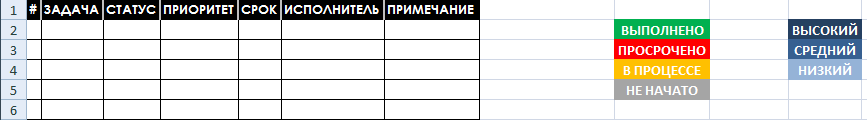 1 # ЗАДАЧА СТАТУС ПРИОРИТЕТ СРОК ИСПОЛНИТЕЛЬ ПРИМЕЧАНИЕ
2 ВЫПОЛНЕНО ВЫСОКИЙ
3 ПРОСРОЧЕНО СРЕДНИЙ
4 В ПРОЦЕССЕ НИЗКИЙ
5 НЕ НАЧАТО
6